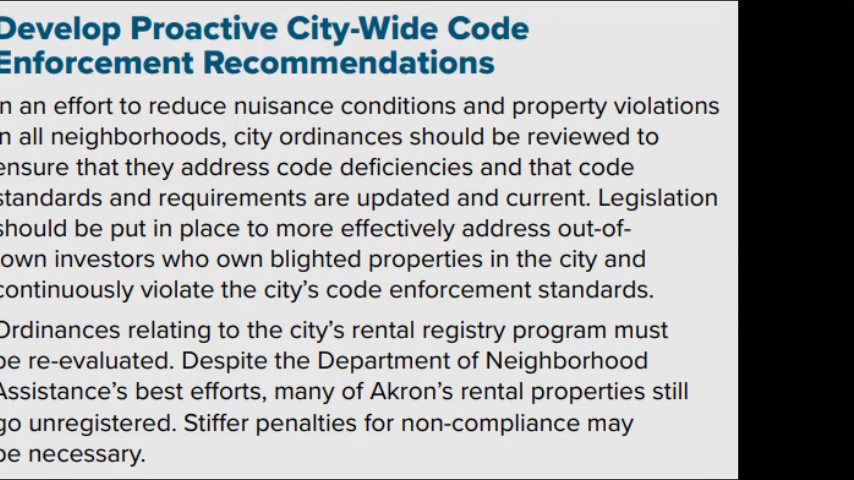 Develop Proactive City-Wide Code
Enforcement Recommendations
n an effort to reduce nuisance conditions and property violations
n all neighborhoods, city ordinances should be reviewed to
ensure that they address code deficiencies and that code
standards and requirements are updated and current. Legislation
should be put in place to more effectively address out-of-
town investors who own blighted properties in the city and
continuously violate the city’s code enforcement standards.
Ordinances relating to the city’s rental registry program must
be re-evaluated. Despite the Department of Neighborhood
Assistance’s best efforts, many of Akron’s rental properties still
go unregistered. Stiffer penalties for non-compliance may
be necessary.